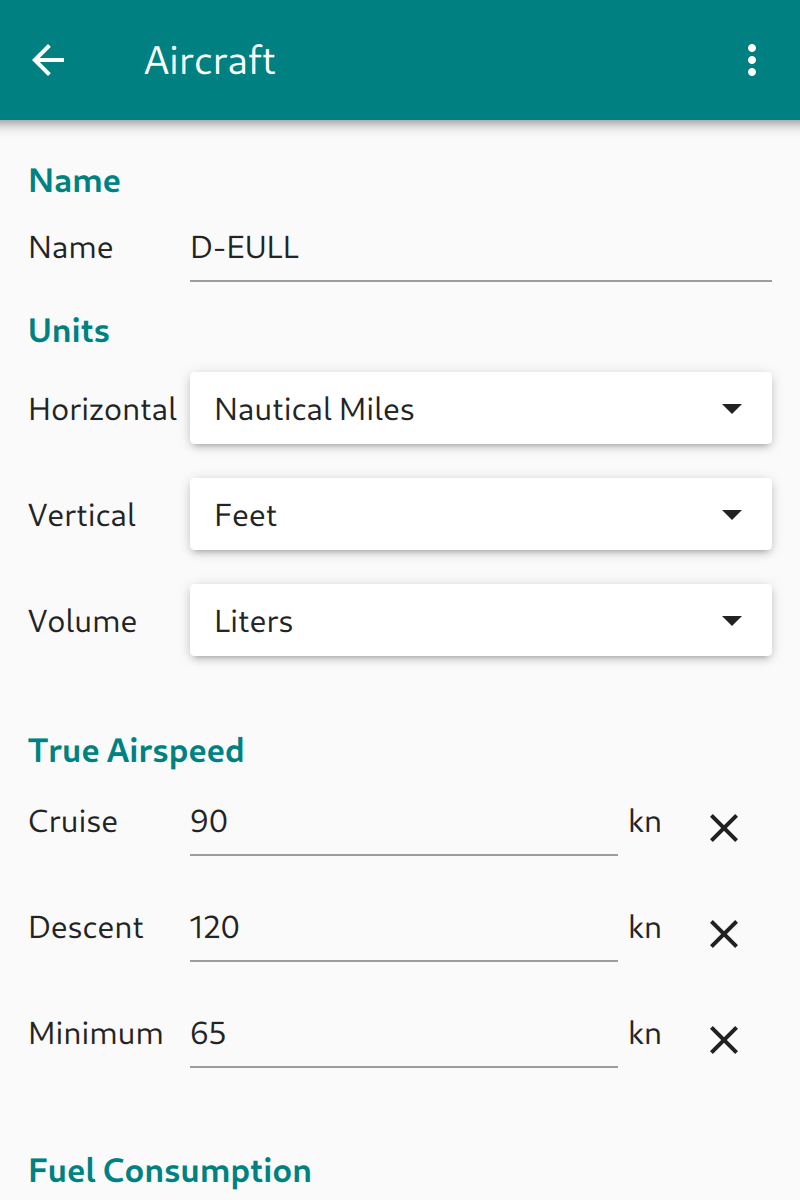 Aircraft
Name
Name D-EULL
Units
Horizontal Nautical Miles
Vertical Feet
Volume Liters
True Airspeed
Cruise 90 kn
Descent 120 kn
Minimum 65 kn
Fuel Consumption